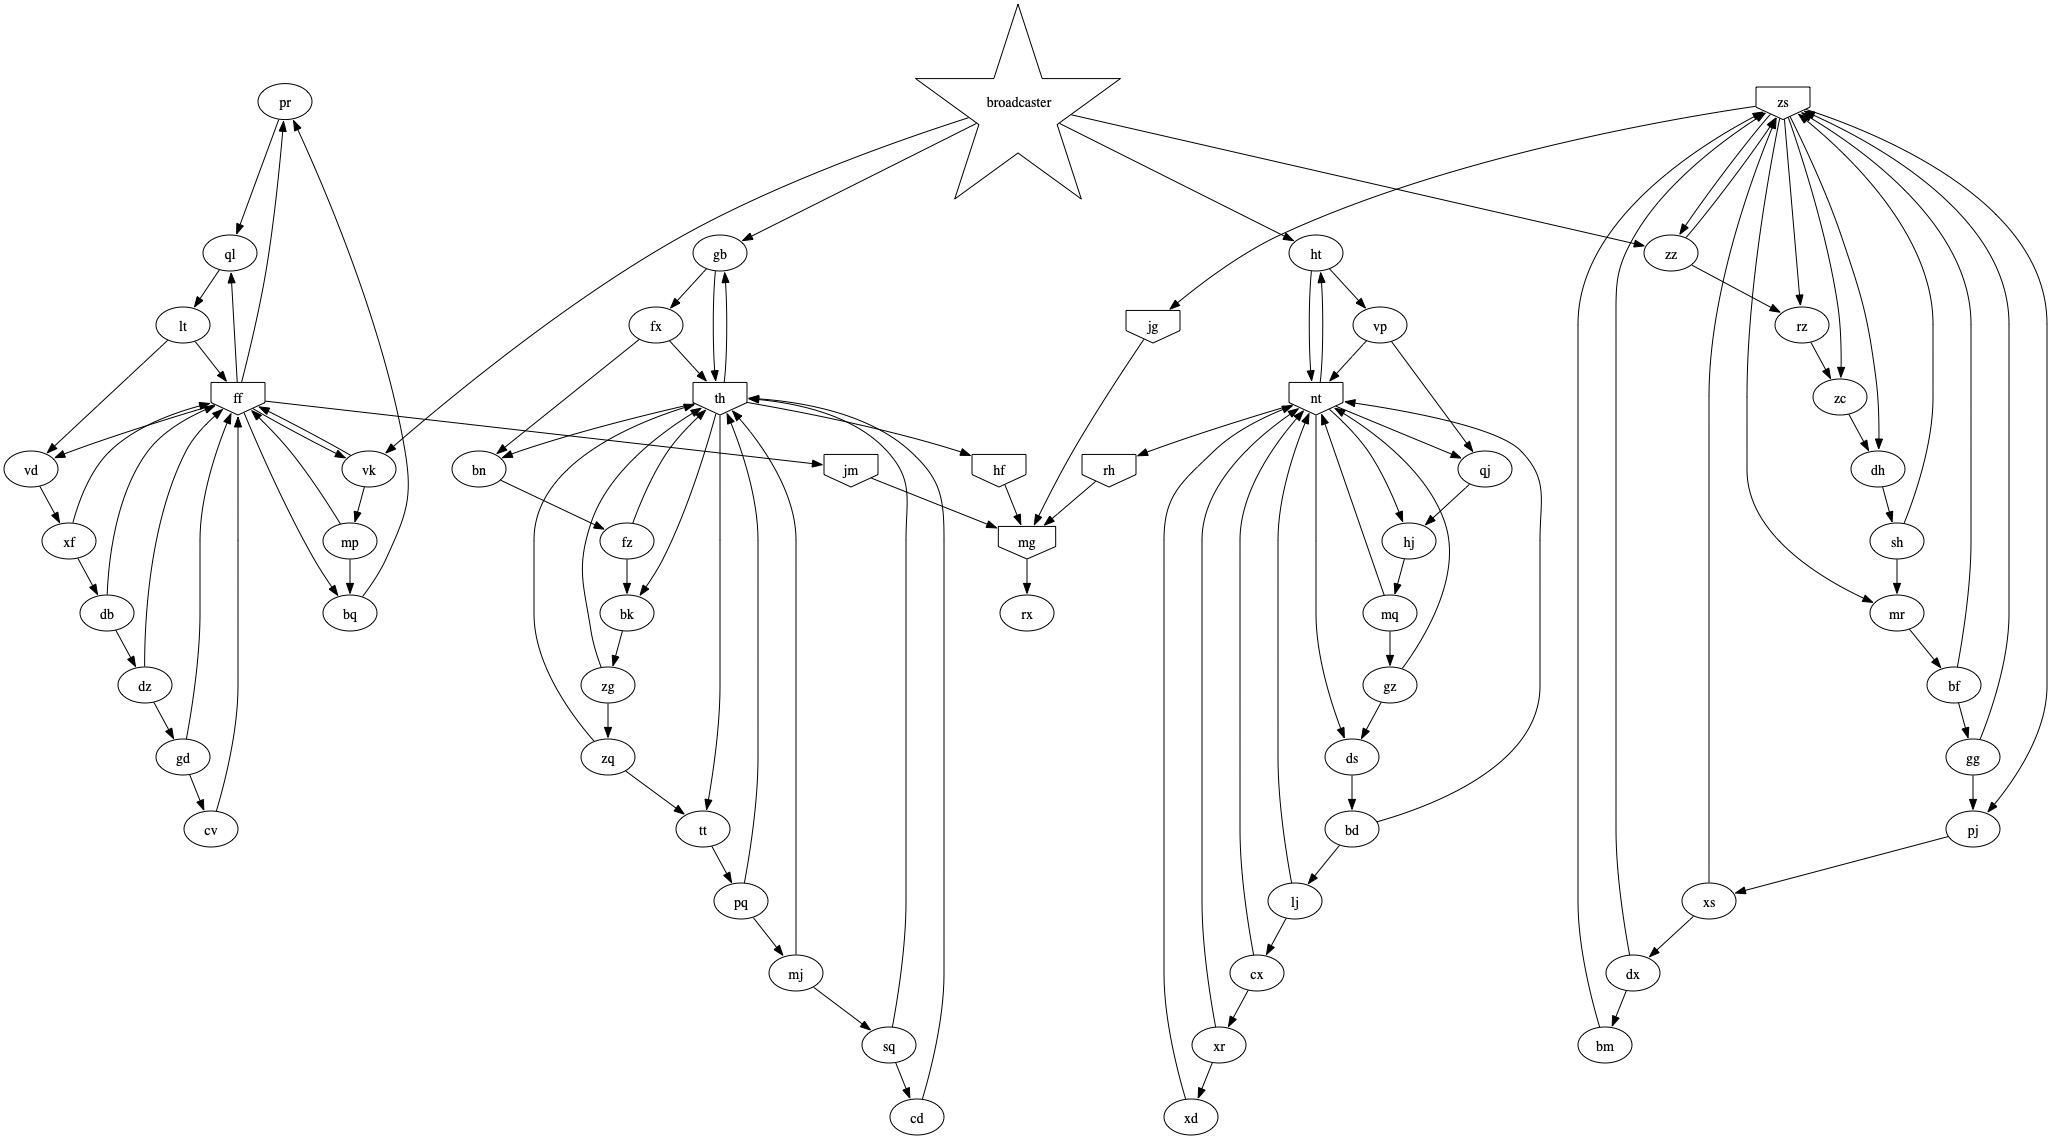 broadcaster
pr
zs
ql
gb
ht
zz
lt
fx
jg
vp
rz
ff
th
nt
zc
vd
vk
bn
jm
hf
rh
qj
dh
xf
mp
fz
mg
hj
sh
db
bq
bk
rx
mq
mr
dz
zg
gz
bf
gd
zq
ds
gg
cv
tt
bd
pj
pq
lj
xs
mj
cx
dx
sq
xr
bm
cd
xd